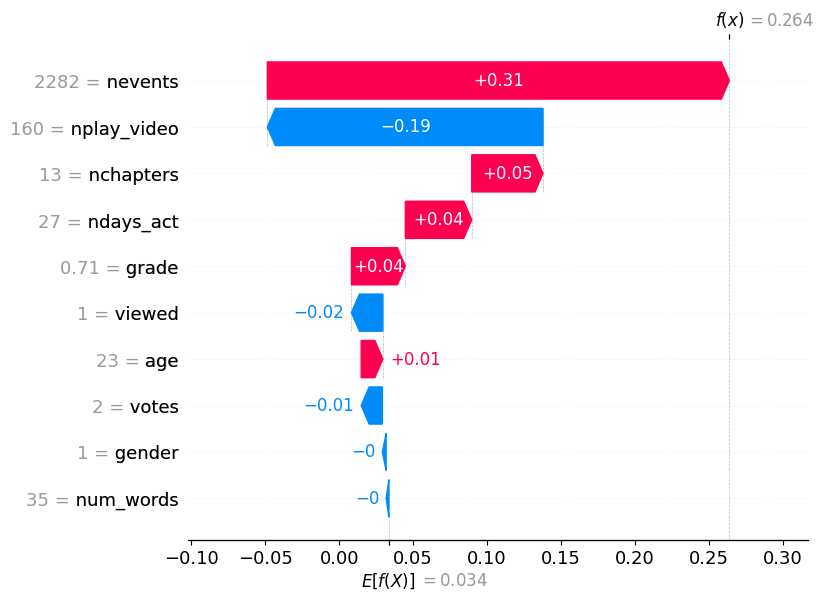 f(x) = 0.264
2282 = nevents +0.31
160 = nplay_video −0.19
13 = nchapters +0.05
27 = ndays_act +0.04
0.71 = grade +0.04
1 = viewed −0.02
23 = age +0.01
2 = votes −0.01
1 = gender −0
35 = num_words −0
−0.10 −0.05 0.00 0.05 0.10 0.15 0.20 0.25 0.30
E[f(X)] = 0.034